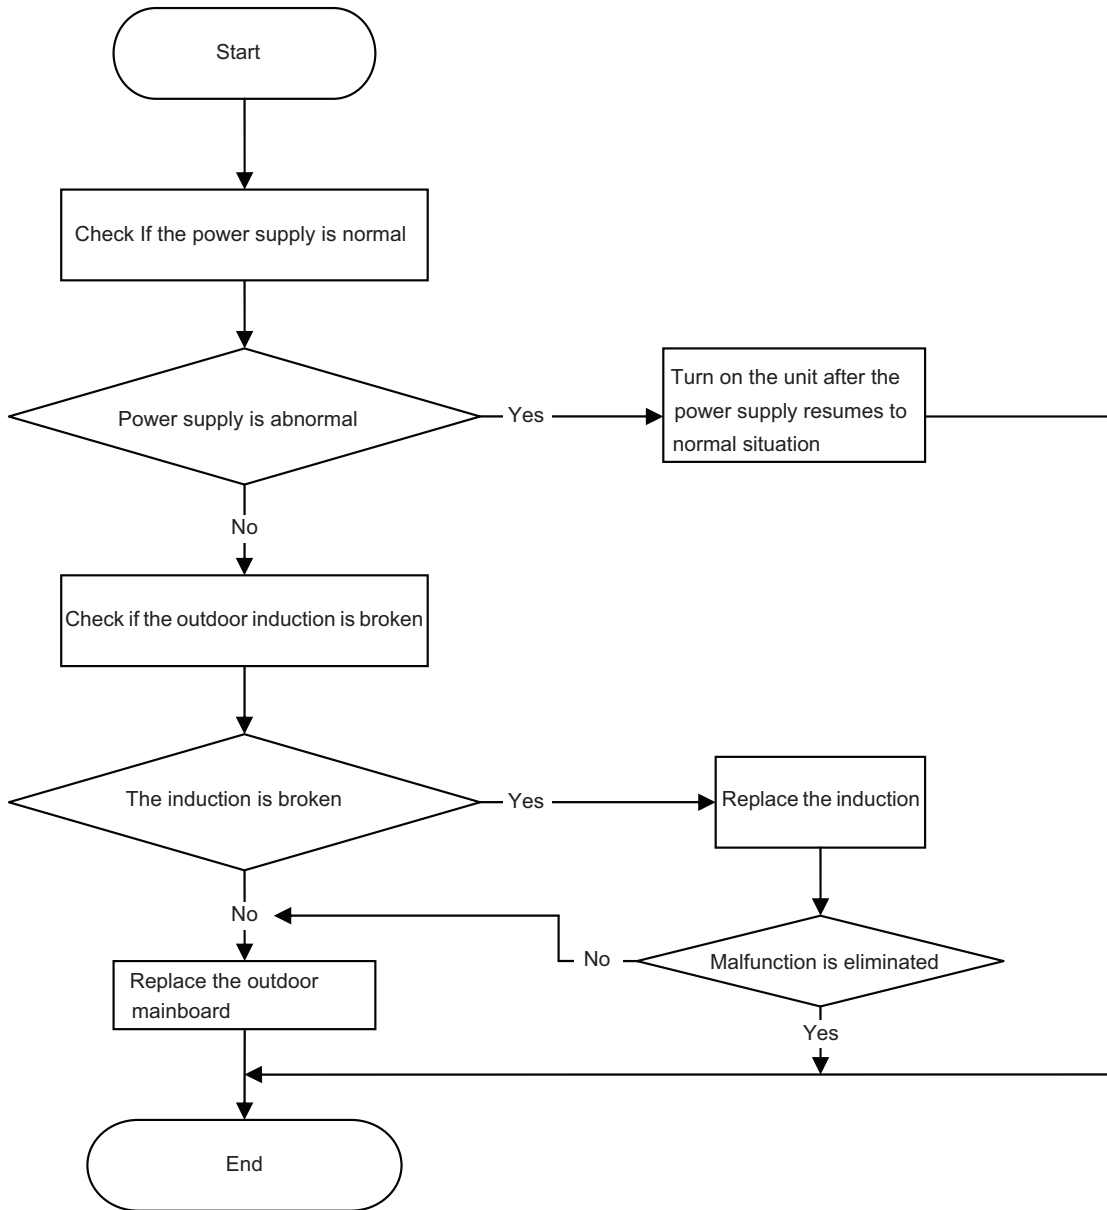 Start
Check If the power supply is normal
Power supply is abnormal
Yes
Turn on the unit after the
power supply resumes to
normal situation
No
Check if the outdoor induction is broken
The induction is broken
Yes
Replace the induction
No
No
Malfunction is eliminated
Replace the outdoor
mainboard
Yes
End